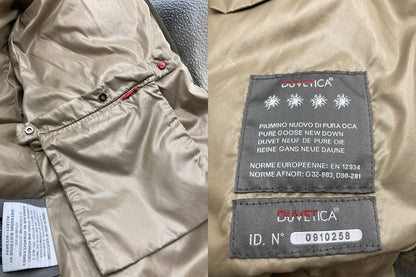 DUVETICA
PIUMINO NUOVO DI PURA OCA
PURE GOOSE NEW DOWN
DUVET NEUF DE PURE OIE
REINE GANS NEUE DAUNE
NORME EUROPEENNE: EN 12934
NORME AFNOR: G32-003, D30-201
DUVETICA
ID. N° 0910258